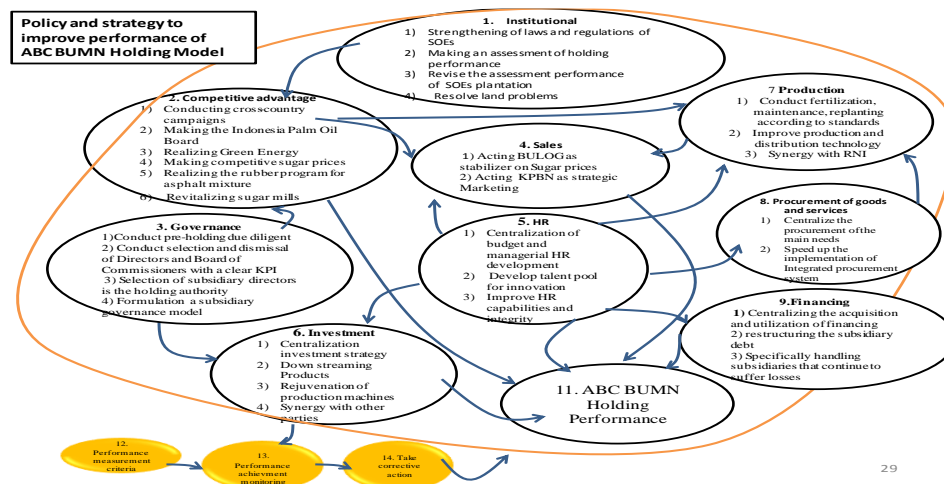 Policy and strategy to
improve performance of
ABC BUMN Holding Model
1. Institutional
1) Strengthening of laws and regulations of
SOEs
2) Making an assessment of holding
performance
3) Revise the assessment performance
of SOEs plantation
4) Resolve land problems
2. Competitive advantage
1) Conducting crosscountry
campaigns
2) Making the Indonesia Palm Oil
Board
3) Realizing Green Energy
4) Making competitive sugar prices
5) Realizing the rubber program for
asphalt mixture
6) Revitalizing sugar mills
7 Production
1) Conduct fertilization,
maintenance, replanting
according to standards
2) Improve production and
distribution technology
3) Synergy with RNI
4. Sales
1) Acting BULOG as
stabilizer on Sugar prices
2) Acting KPBN as strategic
Marketing
3. Governance
1)Conduct pre-holding due diligent
2) Conduct selection and dismissal
of Directors and Board of
Commissioners with a clear KPI
3) Selection of subsidiary directors
is the holding authority
4) Formulation a subsidiary
governance model
5. HR
1) Centralization of
budget and
managerial HR
development
2) Develop talent pool
for innovation
3) Improve HR
capabilities and
integrity
8. Procurement of goods
and services
1) Centralize the
procurement of the
main needs
2) Speed up the
implementation of
Integrated procurement
system
9.Financing
1) Centralizing the acquisition
and utilization of financing
2) restructuring the subsidiary
debt
3) Specifically handling
subsidiaries that continue to
suffer losses
6. Investment
1) Centralization
investment strategy
2) Down streaming
Products
3) Rejuvenation of
production machines
4) Synergy with other
parties
11. ABC BUMN
Holding
Performance
12.
Performance
measurement
criteria
13.
Performance
achievment
monitoring
14. Take
corrective
action
29